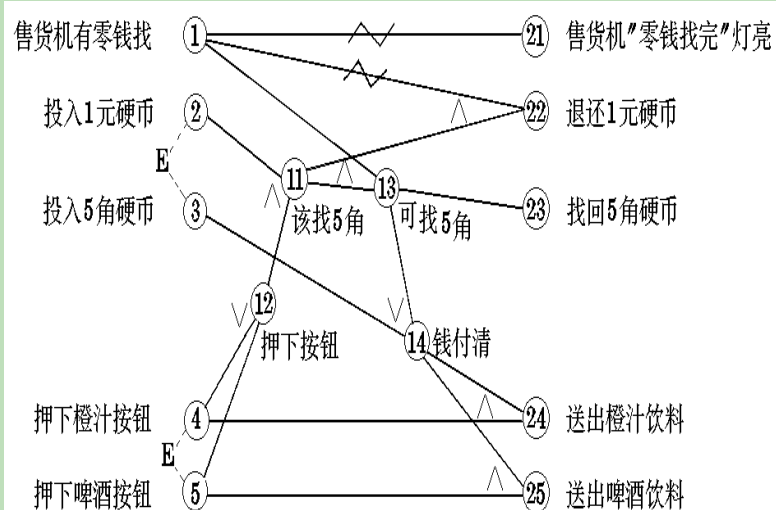 售货机有零钱找 1 21 售货机"零钱找完"灯亮
投入1元硬币 2 22 退还1元硬币
E
11 13
投入5角硬币 3 该找5角 可找5角 23 找回5角硬币
12
押下按钮 14 钱付清
押下橙汁按钮 4 24 送出橙汁饮料
E
押下啤酒按钮 5 25 送出啤酒饮料